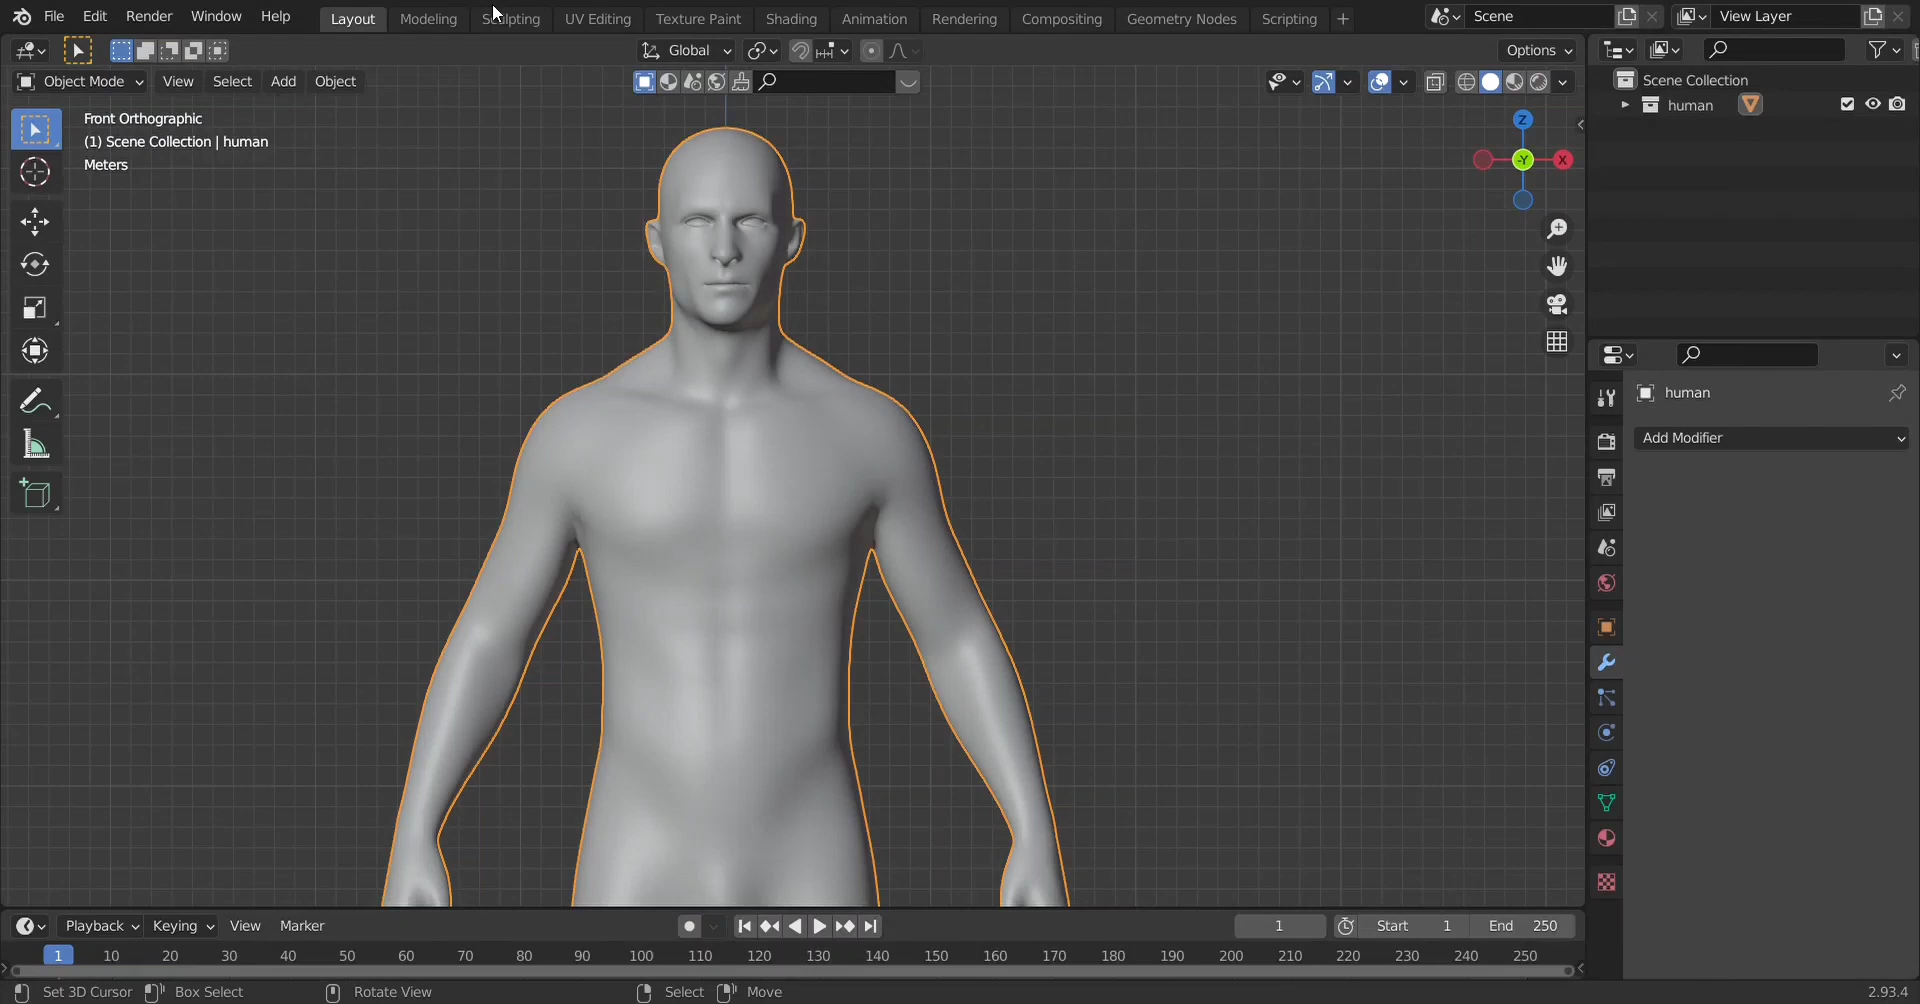 File Edit Render Window Help Layout Modeling Sculpting UV Editing Texture Paint Shading Animation Rendering Compositing Geometry Nodes Scripting + Scene View Layer
Global Options
Object Mode View Select Add Object
Front Orthographic
(1) Scene Collection | human
Meters
Z
-Y
X
Scene Collection
human
human
Add Modifier
Playback Keying View Marker 1 Start 1 End 250
1 10 20 30 40 50 60 70 80 90 100 110 120 130 140 150 160 170 180 190 200 210 220 230 240 250
Set 3D Cursor Box Select Rotate View Select Move 2.93.4